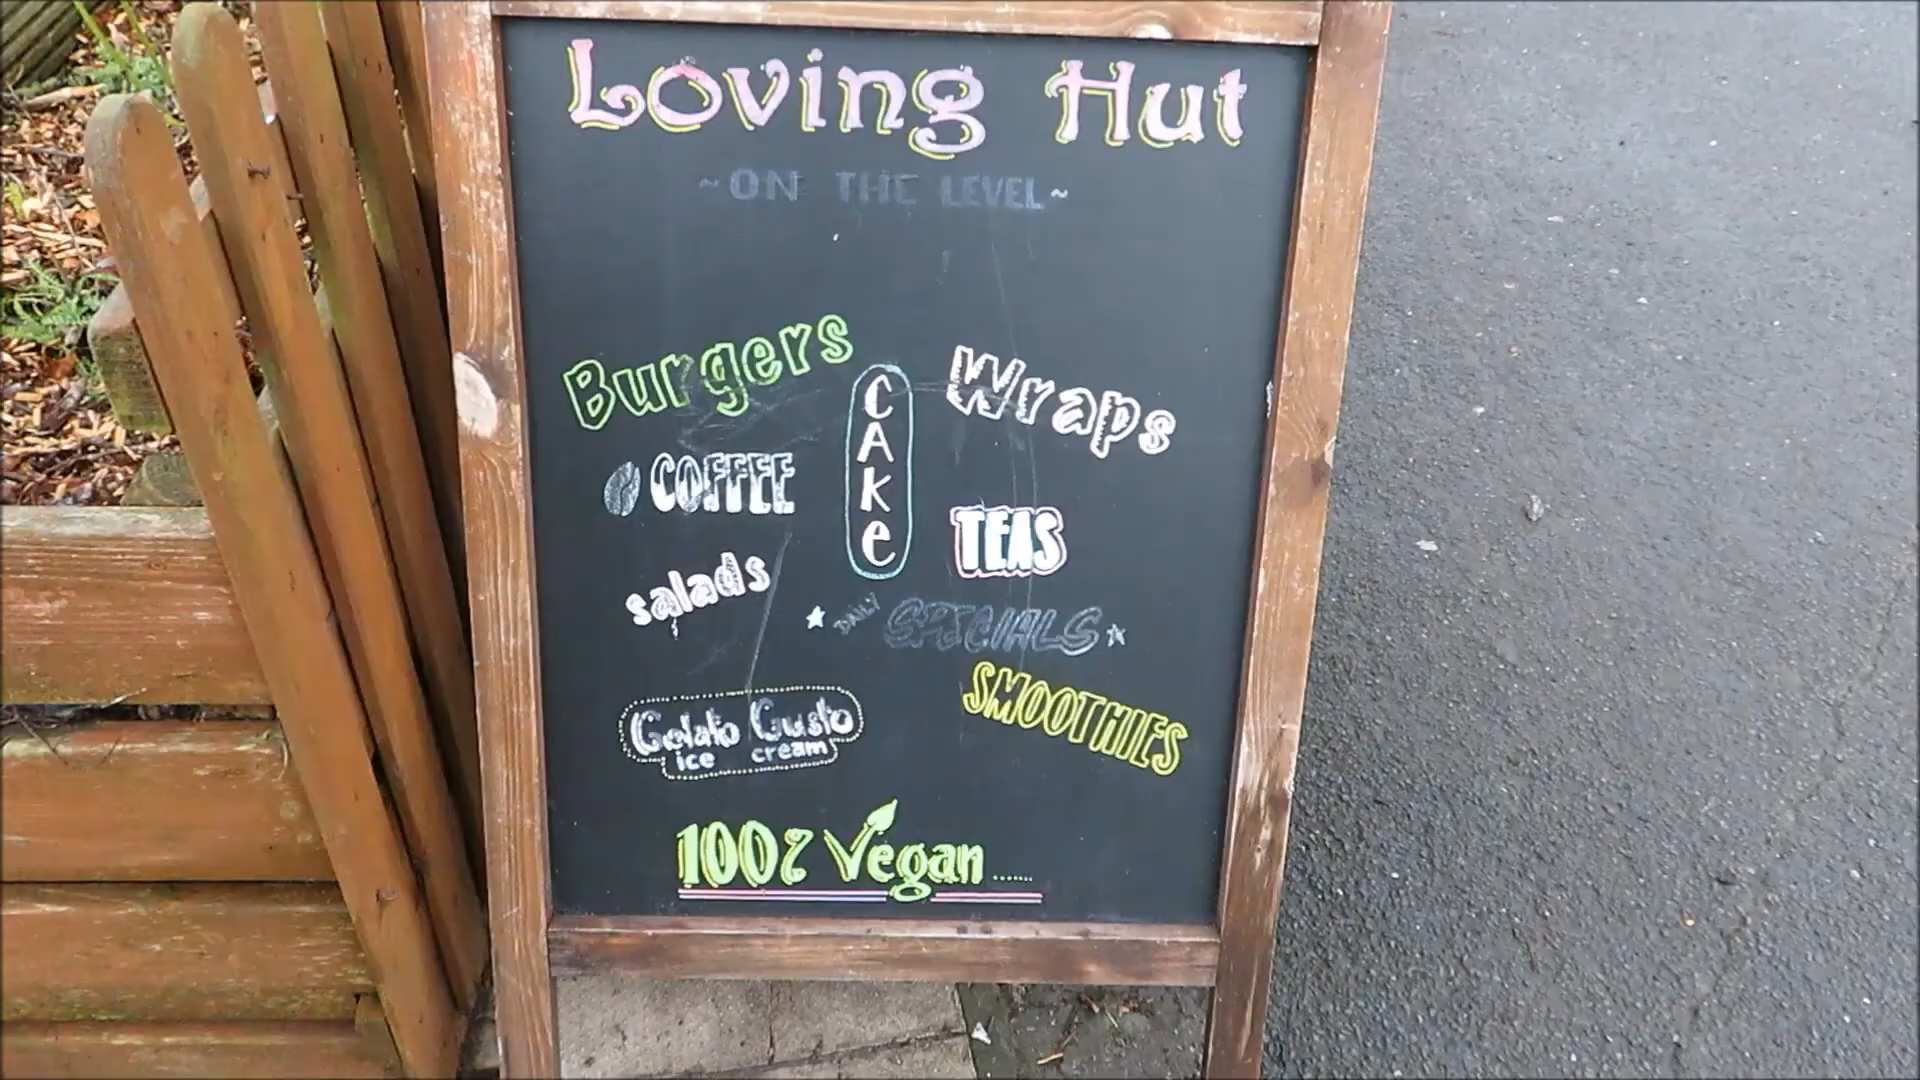 Loving Hut
~ON THE LEVEL~
Burgers
CAKe
Wraps
COFFEE
TEAS
salads
DAILY SPECIALS
SMOOTHIES
Gelato Gusto
ice cream
100% Vegan ......